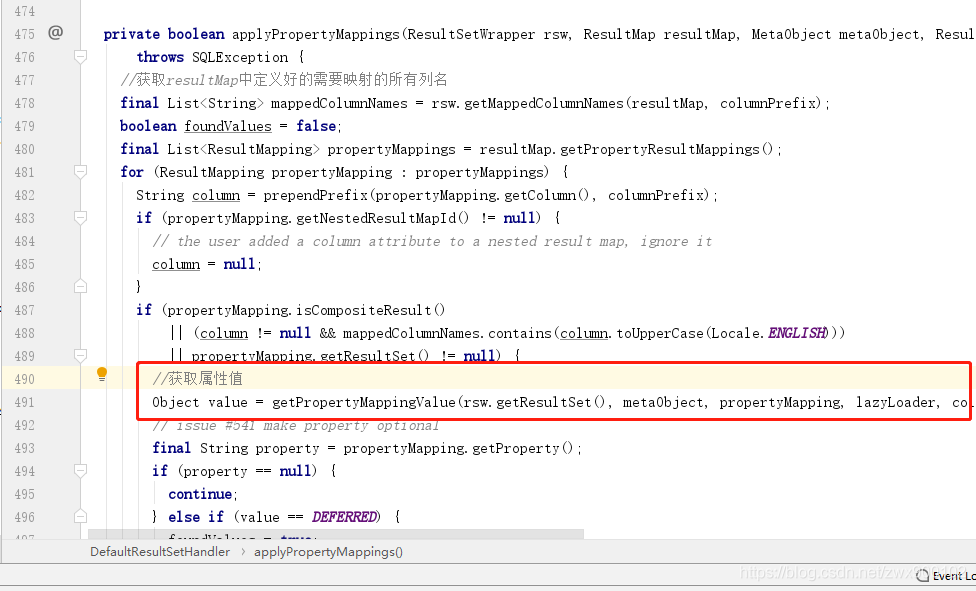 474
475 @ private boolean applyPropertyMappings(ResultSetWrapper rsw, ResultMap resultMap, MetaObject metaObject, Resul
476 throws SQLException {
477 //获取resultMap中定义好的需要映射的所有列名
478 final List<String> mappedColumnNames = rsw.getMappedColumnNames(resultMap, columnPrefix);
479 boolean foundValues = false;
480 final List<ResultMapping> propertyMappings = resultMap.getPropertyResultMappings();
481 for (ResultMapping propertyMapping : propertyMappings) {
482 String column = prependPrefix(propertyMapping.getColumn(), columnPrefix);
483 if (propertyMapping.getNestedResultMapId() != null) {
484 // the user added a column attribute to a nested result map, ignore it
485 column = null;
486 }
487 if (propertyMapping.isCompositeResult()
488 || (column != null && mappedColumnNames.contains(column.toUpperCase(Locale.ENGLISH)))
489 || propertyMapping.getResultSet() != null) {
490 //获取属性值
491 Object value = getPropertyMappingValue(rsw.getResultSet(), metaObject, propertyMapping, lazyLoader, co
492 // issue #541 make property optional
493 final String property = propertyMapping.getProperty();
494 if (property == null) {
495 continue;
496 } else if (value == DEFERRED) {
497 foundValues = true;
DefaultResultSetHandler › applyPropertyMappings()
Event Lo